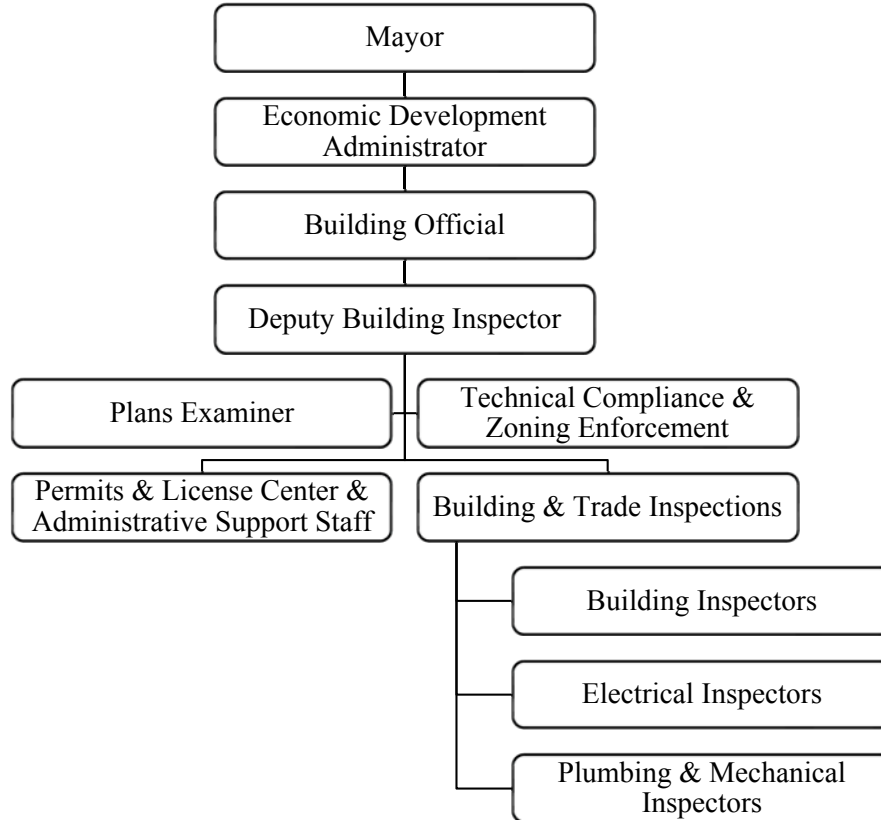 Mayor
Economic Development
Administrator
Building Official
Deputy Building Inspector
Plans Examiner
Technical Compliance &
Zoning Enforcement
Permits & License Center &
Administrative Support Staff
Building & Trade Inspections
Building Inspectors
Electrical Inspectors
Plumbing & Mechanical
Inspectors